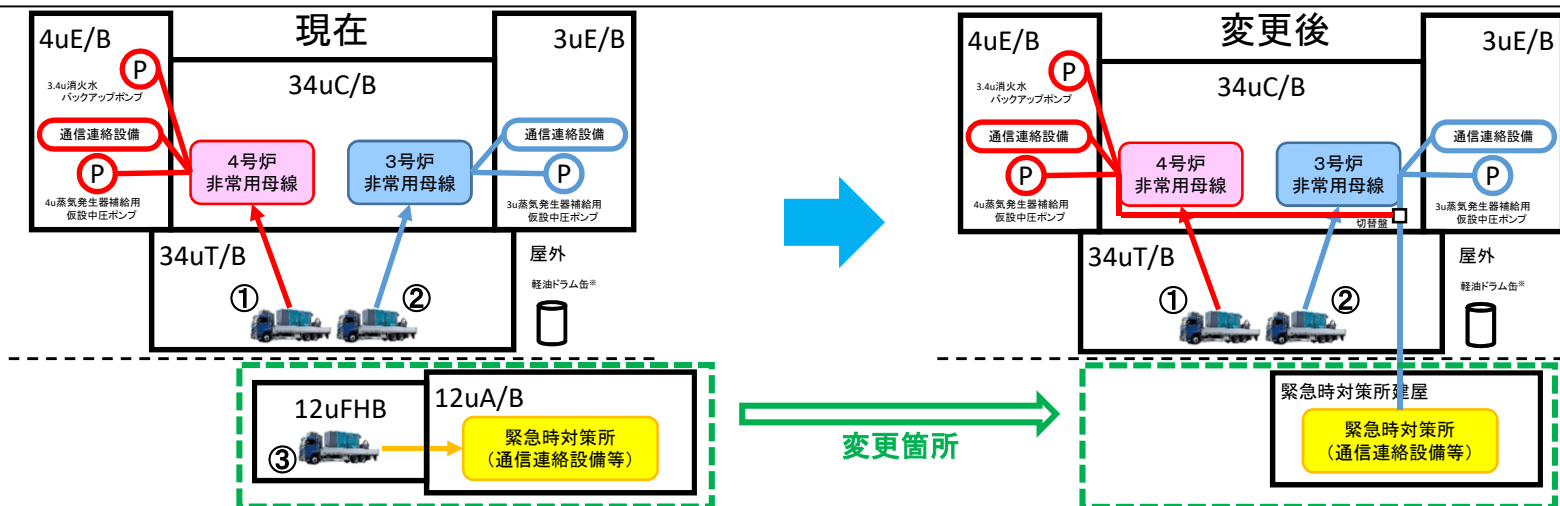 現在
4uE/B
3uE/B
P
3.4u消火水
バックアップポンプ
34uC/B
通信連絡設備
P
4u蒸気発生器補給用
仮設中圧ポンプ
4号炉
非常用母線
3号炉
非常用母線
通信連絡設備
P
3u蒸気発生器補給用
仮設中圧ポンプ
34uT/B
①
②
屋外
軽油ドラム缶※
12uFHB
③
12uA/B
緊急時対策所
(通信連絡設備等)
変更箇所
変更後
4uE/B
3uE/B
P
3.4u消火水
バックアップポンプ
34uC/B
通信連絡設備
P
4u蒸気発生器補給用
仮設中圧ポンプ
4号炉
非常用母線
3号炉
非常用母線
通信連絡設備
P
3u蒸気発生器補給用
仮設中圧ポンプ
切替盤
34uT/B
①
②
屋外
軽油ドラム缶※
緊急時対策所建屋
緊急時対策所
(通信連絡設備等)